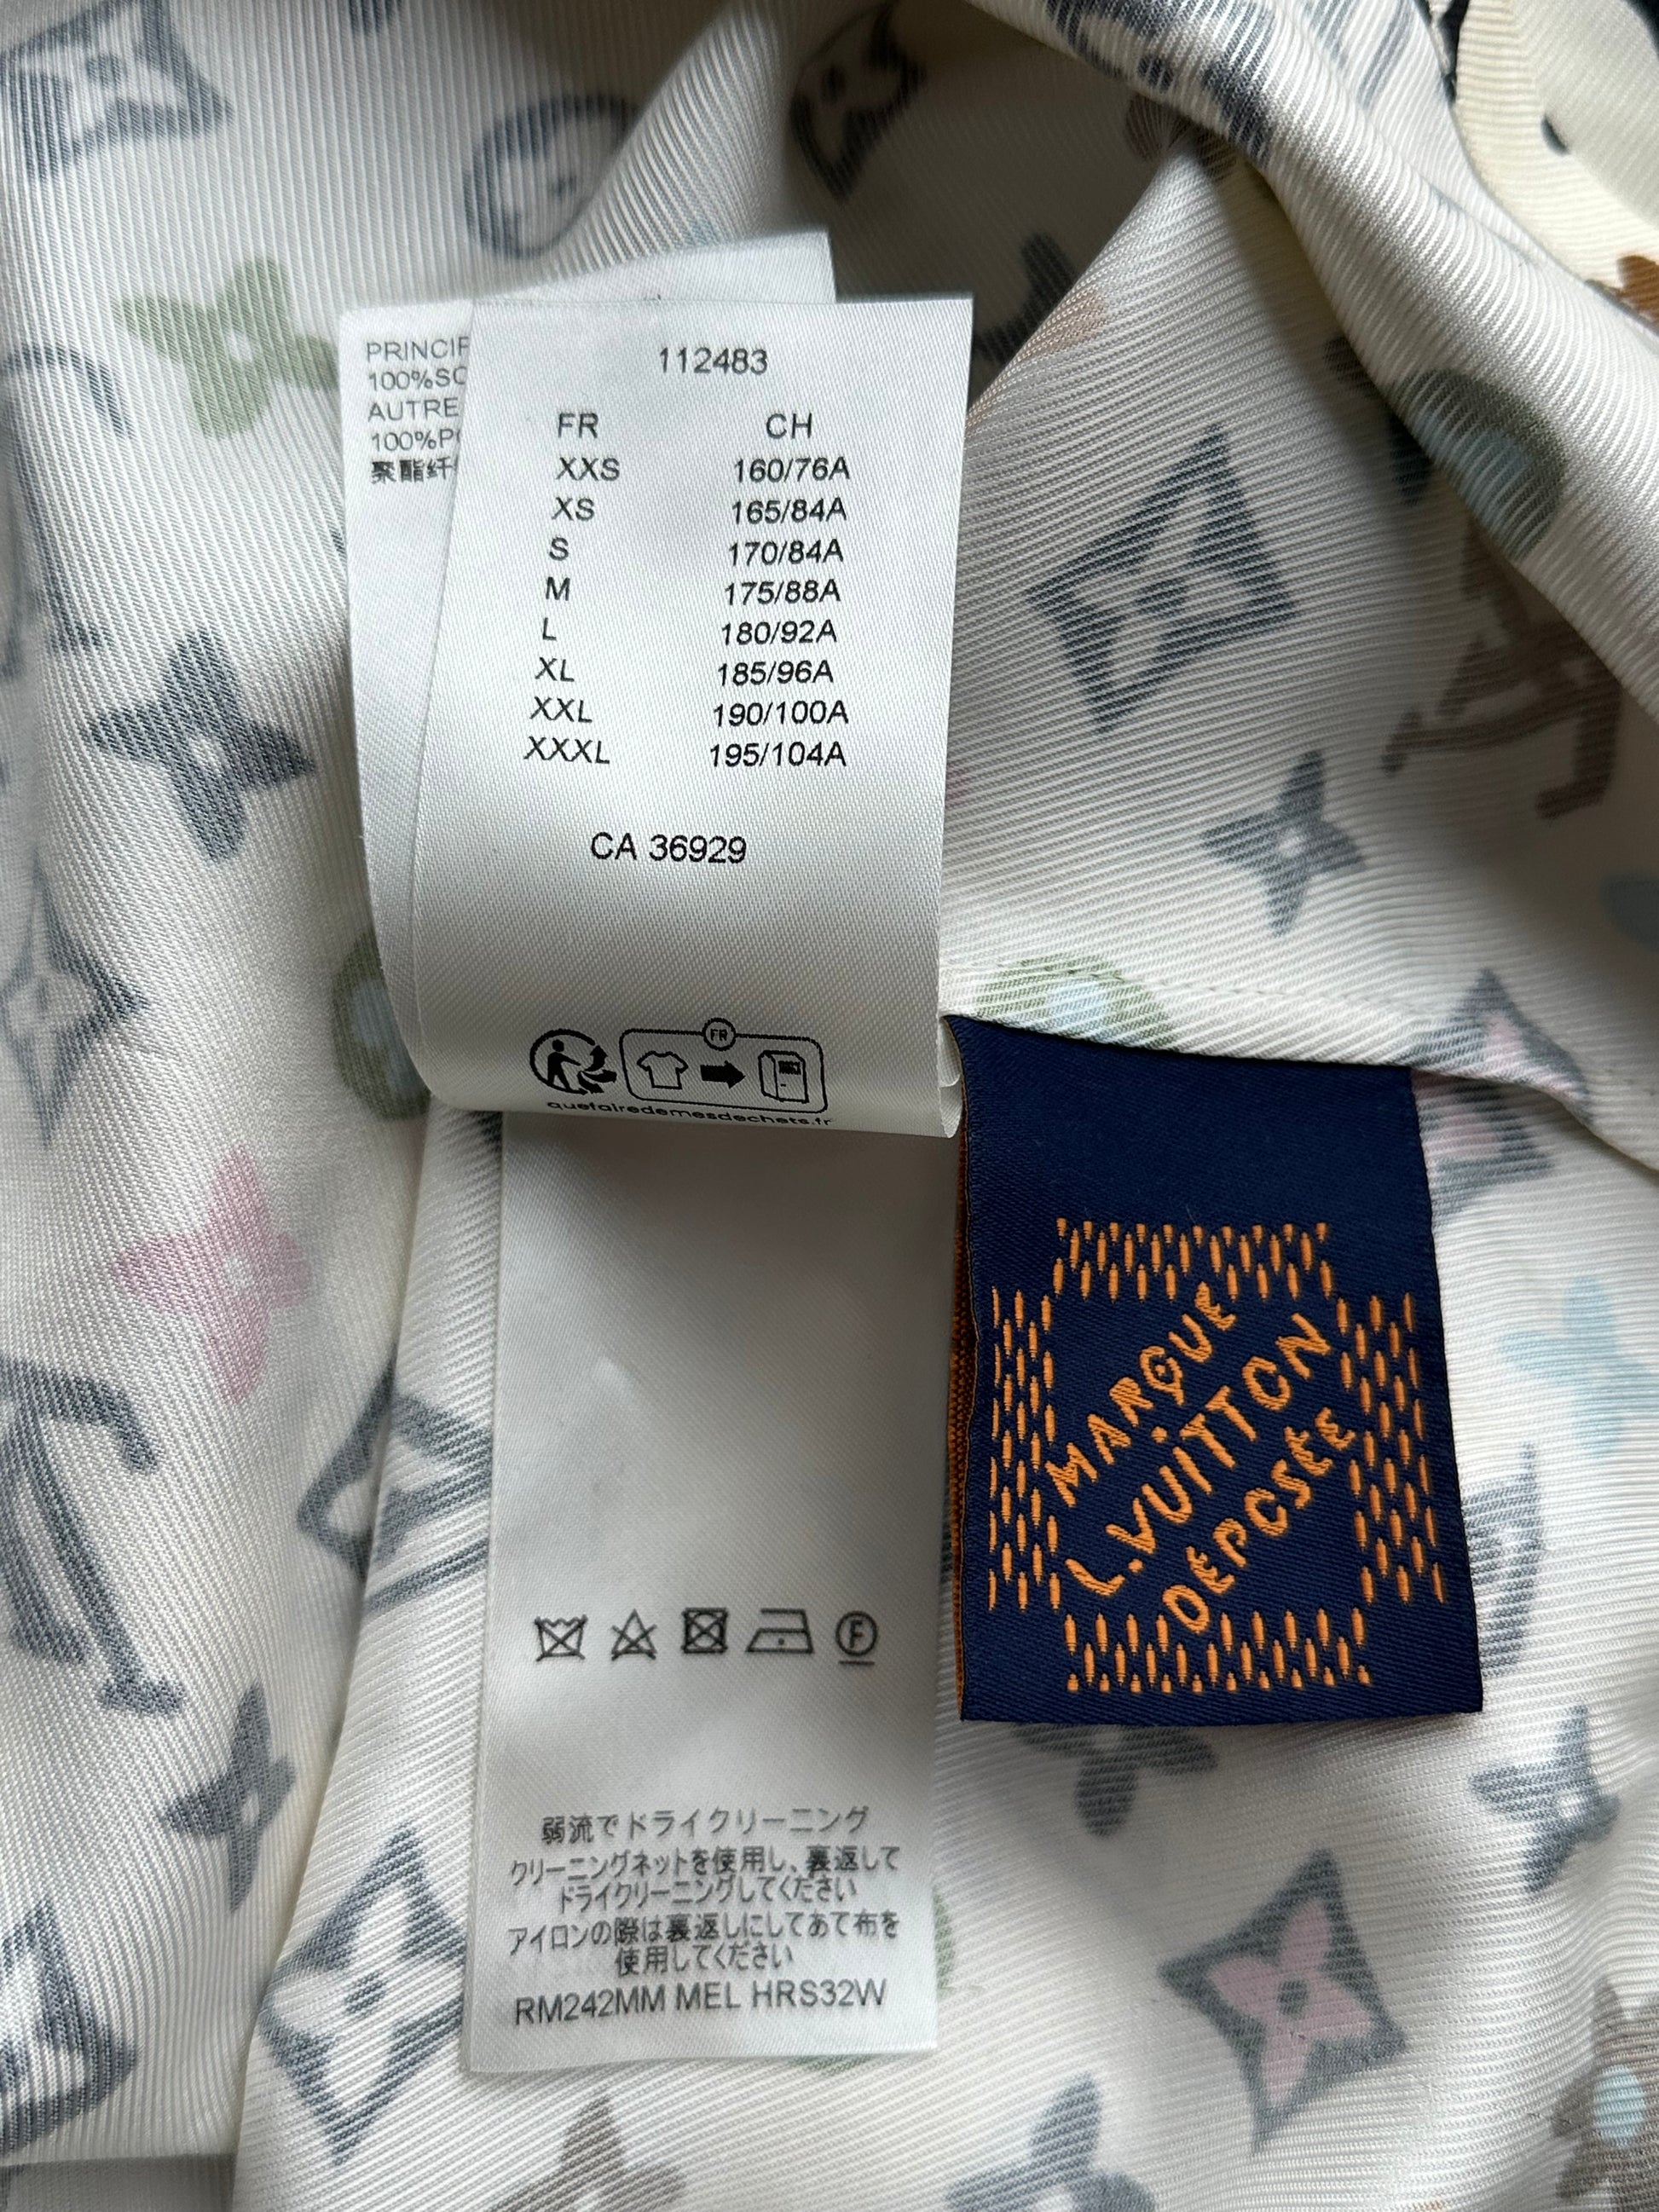 PRINCIP
100%SO
AUTRE
100%P
聚酯纤
112483
FR CH
XXS 160/76A
XS 165/84A
S 170/84A
M 175/88A
L 180/92A
XL 185/96A
XXL 190/100A
XXXL 195/104A
CA 36929
FR
quefairedemesdechets.fr
MARQUE
L.VUITTON
DEPOSÉE
F
弱流でドライクリーニング
クリーニングネットを使用し、裏返して
ドライクリーニングしてください
アイロンの際は裏返しにしてあて布を
使用してください
RM242MM MEL HRS32W